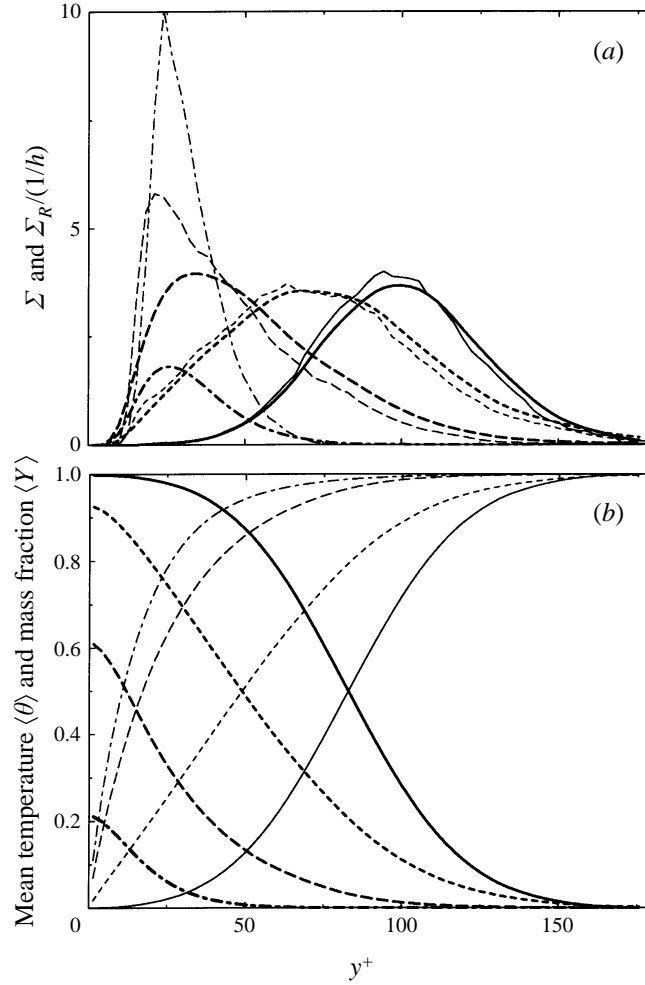 10
(a)
Σ and Σ_R/(1/h)
5
0
1.0
(b)
0.8
Mean temperature ⟨θ⟩ and mass fraction ⟨Y⟩
0.6
0.4
0.2
0 50 100 150
y⁺